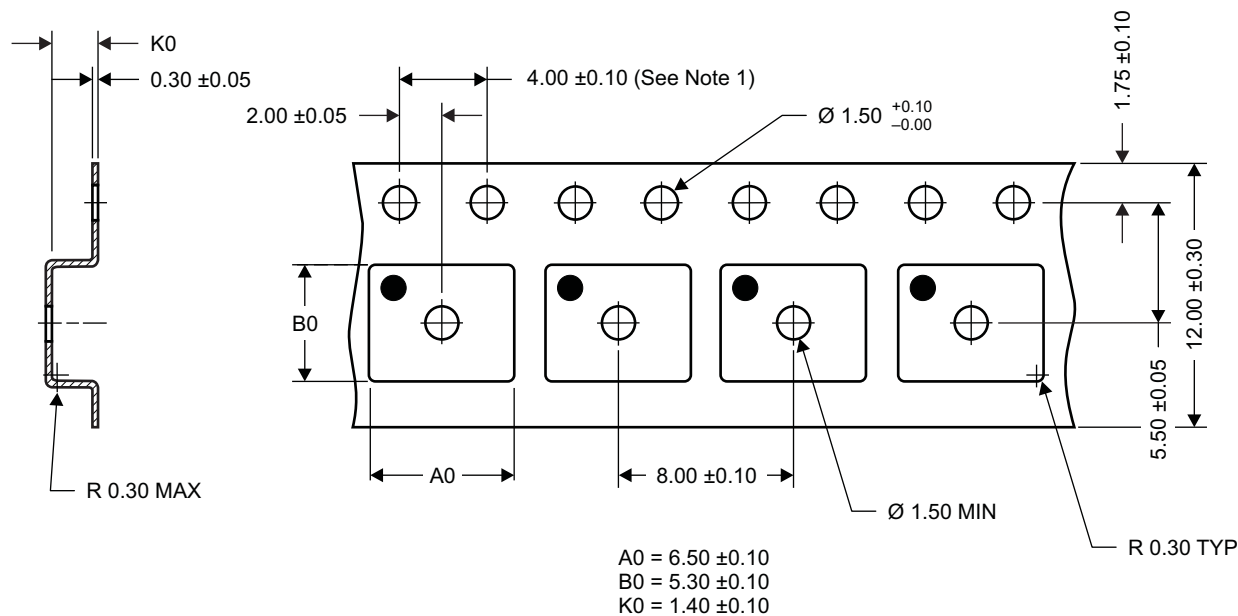 K0
0.30 ±0.05
4.00 ±0.10 (See Note 1)
2.00 ±0.05
Ø 1.50 +0.10 –0.00
1.75 ±0.10
B0
12.00 ±0.30
5.50 ±0.05
A0
8.00 ±0.10
R 0.30 MAX
Ø 1.50 MIN
R 0.30 TYP
A0 = 6.50 ±0.10
B0 = 5.30 ±0.10
K0 = 1.40 ±0.10